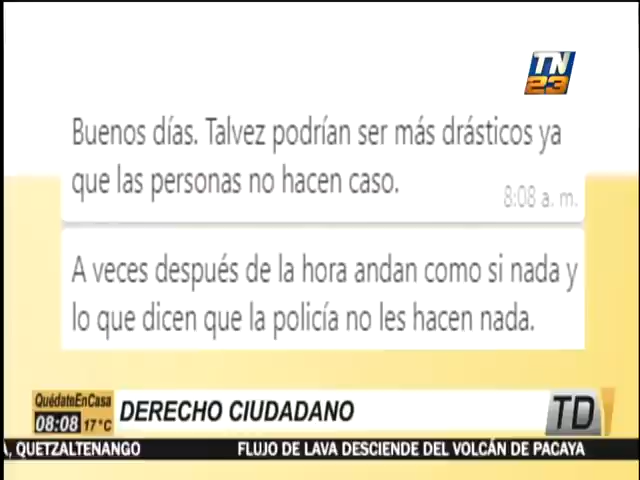 TN
23
Buenos días. Talvez podrían ser más drásticos ya
que las personas no hacen caso.
8:08 a. m.
A veces después de la hora andan como si nada y
lo que dicen que la policía no les hacen nada.
QuédateEnCasa
08:08 17°C
DERECHO CIUDADANO
TD
A, QUETZALTENANGO
FLUJO DE LAVA DESCIENDE DEL VOLCÁN DE PACAYA